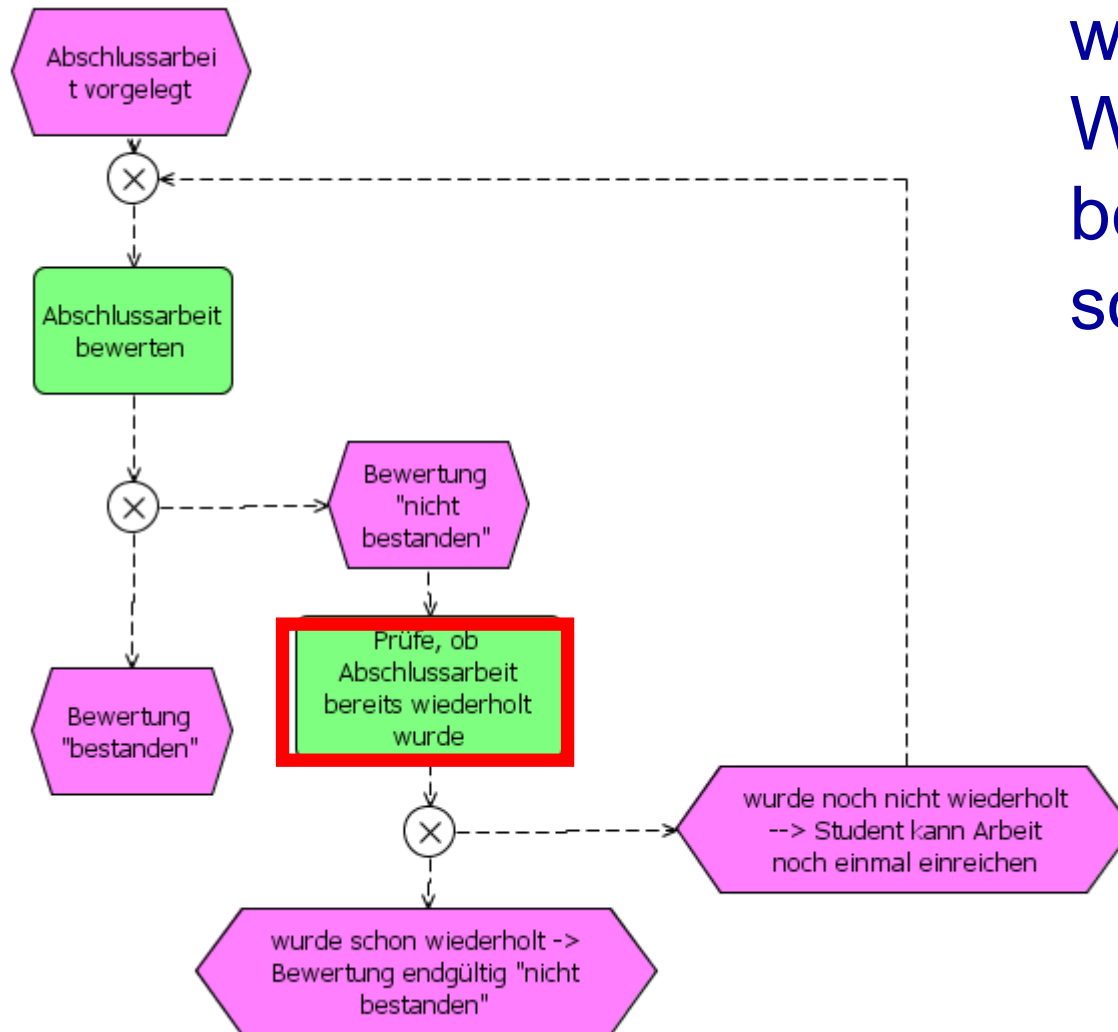 Abschlussarbei
t vorgelegt
Abschlussarbeit
bewerten
Bewertung
"nicht
bestanden"
Prüfe, ob
Abschlussarbeit
bereits wiederholt
wurde
Bewertung
"bestanden"
wurde noch nicht wiederholt
--> Student kann Arbeit
noch einmal einreichen
wurde schon wiederholt ->
Bewertung endgültig "nicht
bestanden"